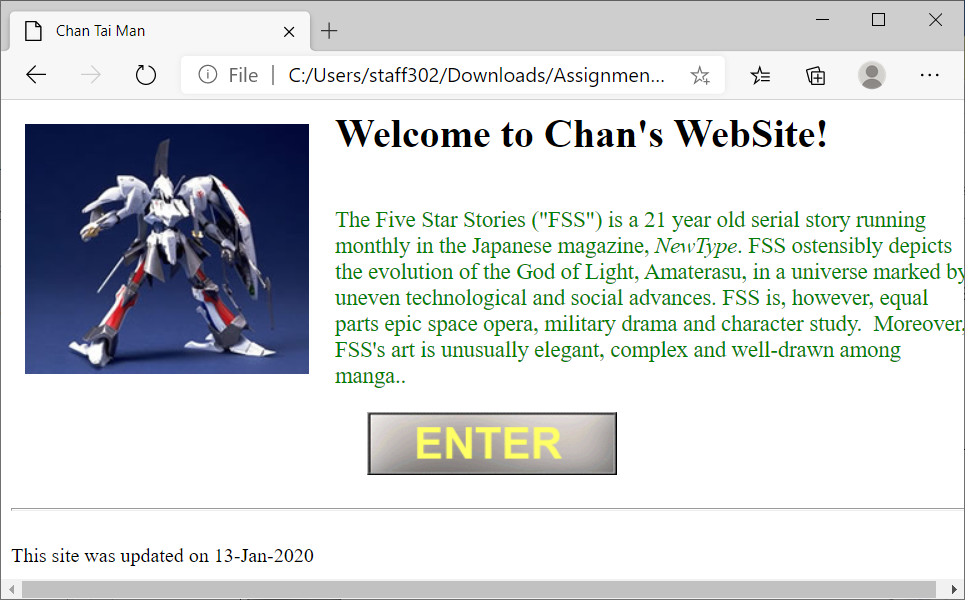 Chan Tai Man
File | C:/Users/staff302/Downloads/Assignmen...
Welcome to Chan's WebSite!
The Five Star Stories ("FSS") is a 21 year old serial story running
monthly in the Japanese magazine, NewType. FSS ostensibly depicts
the evolution of the God of Light, Amaterasu, in a universe marked by
uneven technological and social advances. FSS is, however, equal
parts epic space opera, military drama and character study.  Moreover,
FSS's art is unusually elegant, complex and well-drawn among
manga..
ENTER
This site was updated on 13-Jan-2020